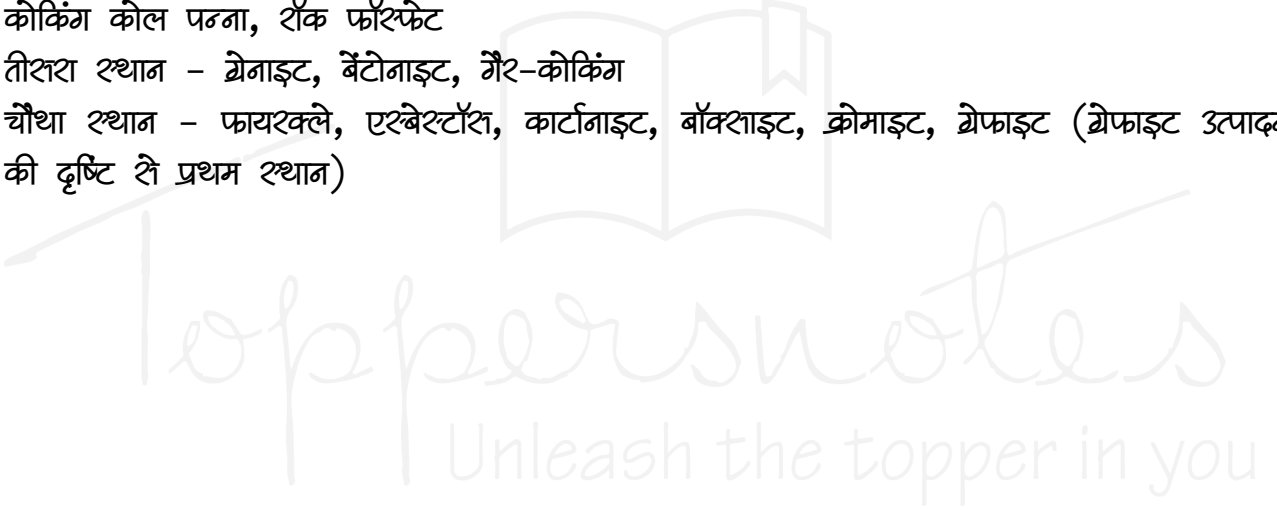 कोकिंग कोल पन्ना, रॉक फॉस्फेट
तीसरा स्थान – ग्रेनाइट, बेंटोनाइट, गैर-कोकिंग
चौथा स्थान – फायरक्ले, एस्बेस्टॉस, कार्टानाइट, बॉक्साइट, क्रोमाइट, ग्रेफाइट (ग्रेफाइट उत्पादन
की दृष्टि से प्रथम स्थान)
Toppersnotes
Unleash the topper in you